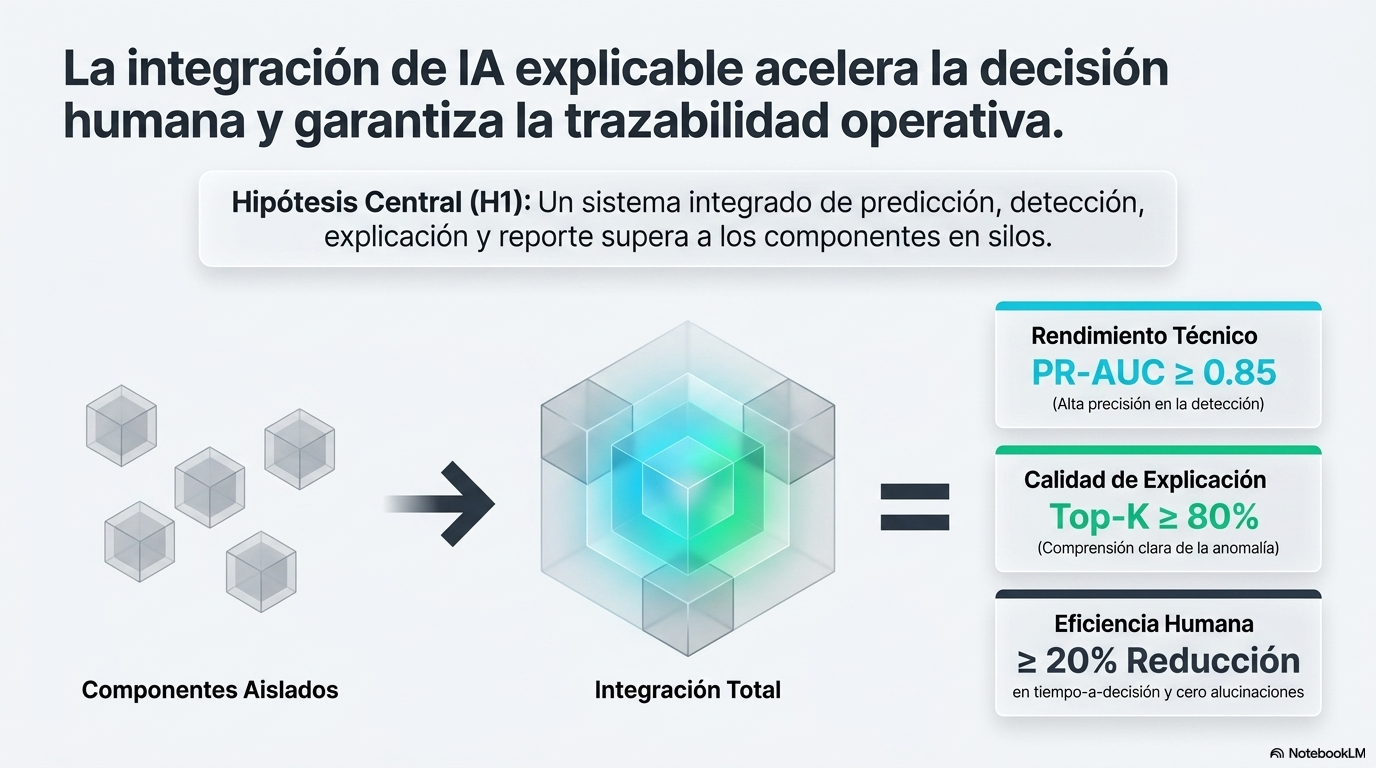 La integración de IA explicable acelera la decisión
humana y garantiza la trazabilidad operativa.
Hipótesis Central (H1): Un sistema integrado de predicción, detección,
explicación y reporte supera a los componentes en silos.
Componentes Aislados
Integración Total
Rendimiento Técnico
PR-AUC ≥ 0.85
(Alta precisión en la detección)
Calidad de Explicación
Top-K ≥ 80%
(Comprensión clara de la anomalía)
Eficiencia Humana
≥ 20% Reducción
en tiempo-a-decisión y cero alucinaciones
NotebookLM